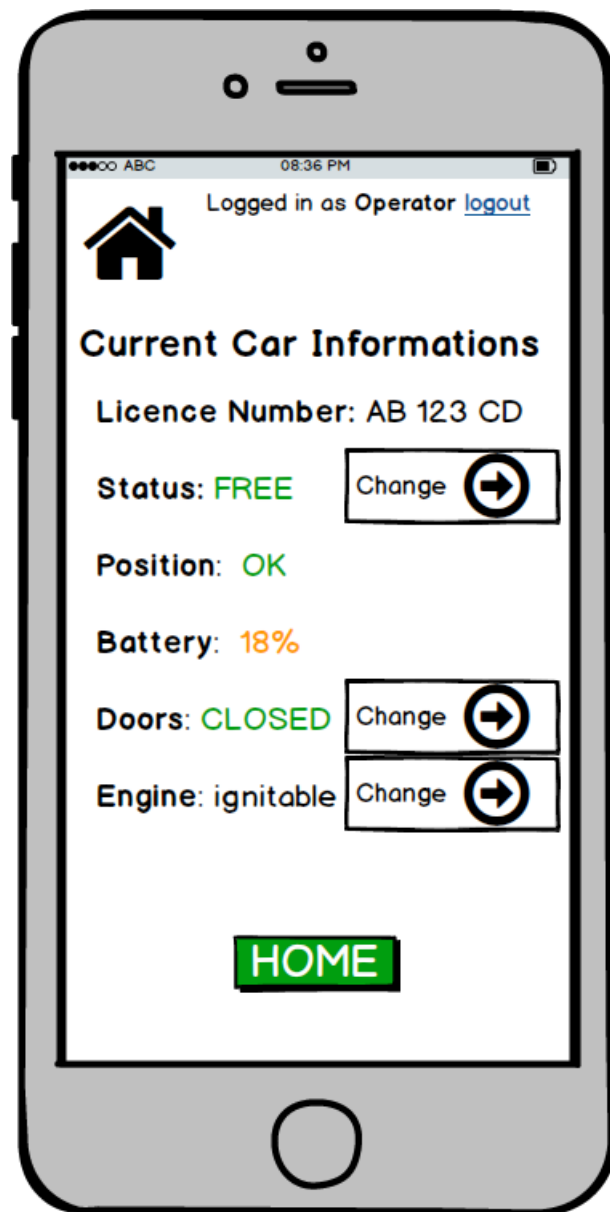 ABC 08:36 PM
Logged in as Operator logout
Current Car Informations
Licence Number: AB 123 CD
Status: FREE Change
Position: OK
Battery: 18%
Doors: CLOSED Change
Engine: ignitable Change
HOME